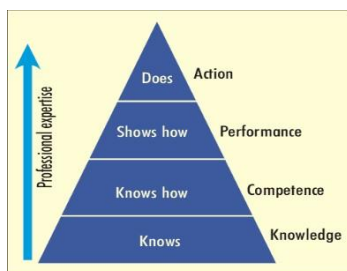 Does Action
Shows how Performance
Knows how Competence
Knows Knowledge
Professional expertise